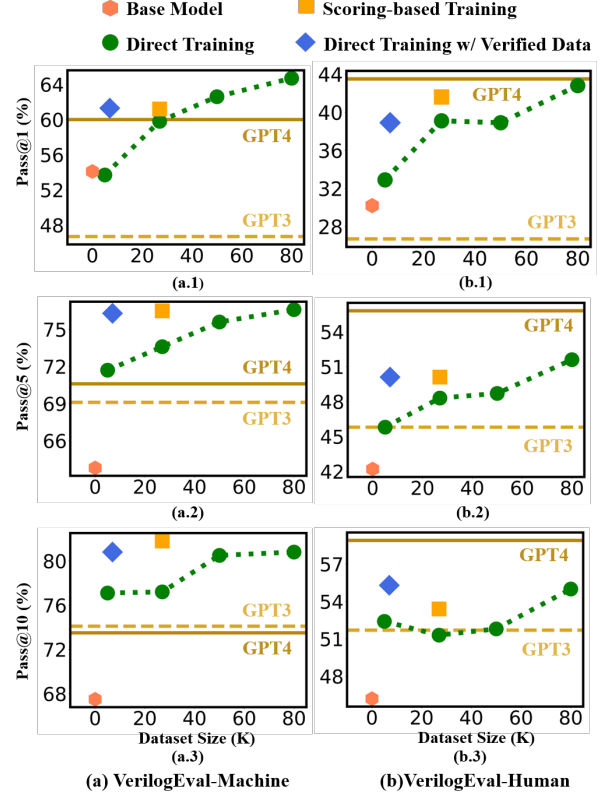 Base Model
Scoring-based Training
Direct Training
Direct Training w/ Verified Data
Pass@1 (%)
64
60
56
52
48
GPT4
GPT3
0 20 40 60 80
(a.1)
44
40
36
32
28
GPT4
GPT3
0 20 40 60 80
(b.1)
Pass@5 (%)
75
72
69
66
GPT4
GPT3
0 20 40 60 80
(a.2)
54
51
48
45
42
GPT4
GPT3
0 20 40 60 80
(b.2)
Pass@10 (%)
80
76
72
68
GPT3
GPT4
0 20 40 60 80
Dataset Size (K)
(a.3)
57
54
51
48
GPT4
GPT3
0 20 40 60 80
Dataset Size (K)
(b.3)
(a) VerilogEval-Machine
(b)VerilogEval-Human